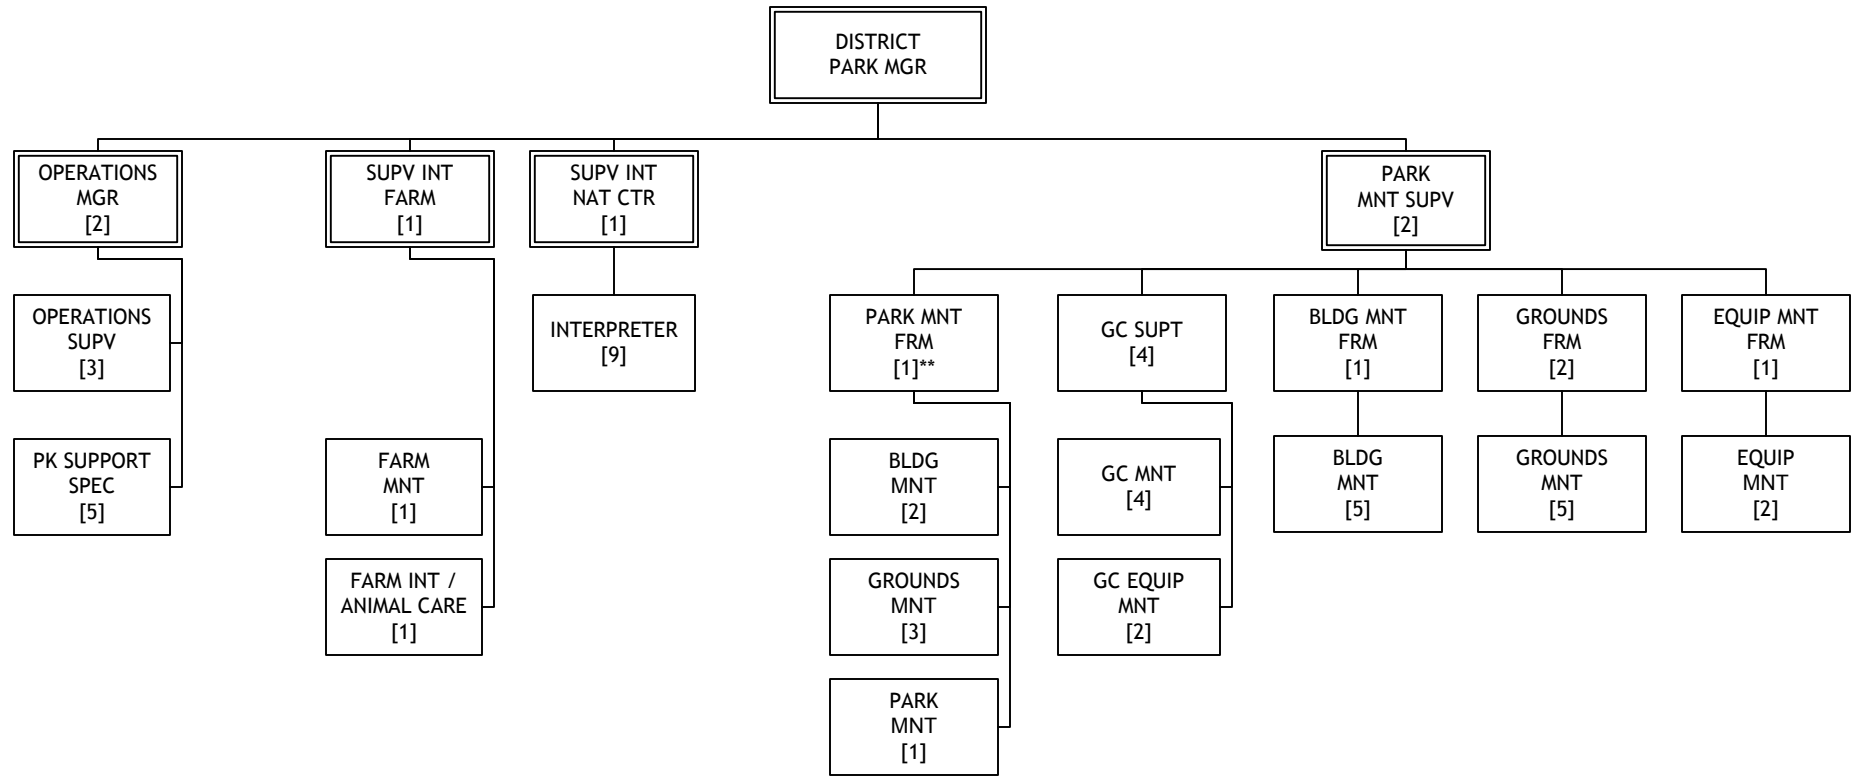 DISTRICT
PARK MGR
OPERATIONS
MGR
[2]
SUPV INT
FARM
[1]
SUPV INT
NAT CTR
[1]
PARK
MNT SUPV
[2]
OPERATIONS
SUPV
[3]
INTERPRETER
[9]
PARK MNT
FRM
[1]**
GC SUPT
[4]
BLDG MNT
FRM
[1]
GROUNDS
FRM
[2]
EQUIP MNT
FRM
[1]
PK SUPPORT
SPEC
[5]
FARM
MNT
[1]
BLDG
MNT
[2]
GC MNT
[4]
BLDG
MNT
[5]
GROUNDS
MNT
[5]
EQUIP
MNT
[2]
FARM INT /
ANIMAL CARE
[1]
GROUNDS
MNT
[3]
GC EQUIP
MNT
[2]
PARK
MNT
[1]